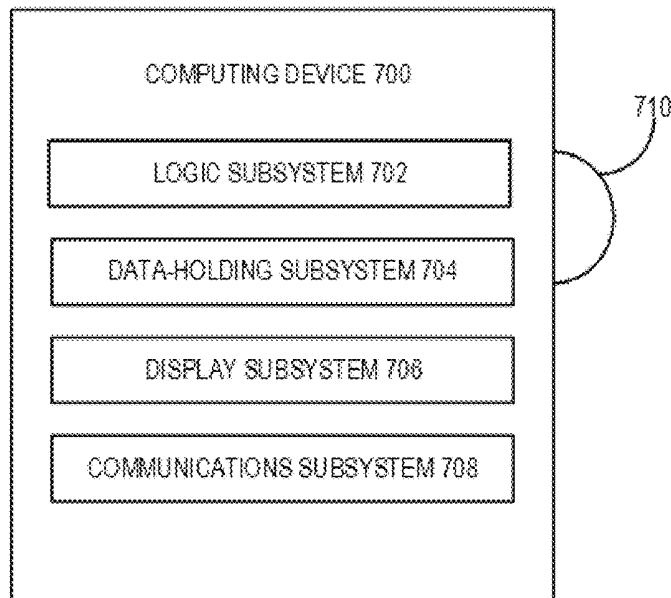 COMPUTING DEVICE 700
710
LOGIC SUBSYSTEM 702
DATA-HOLDING SUBSYSTEM 704
DISPLAY SUBSYSTEM 706
COMMUNICATIONS SUBSYSTEM 708